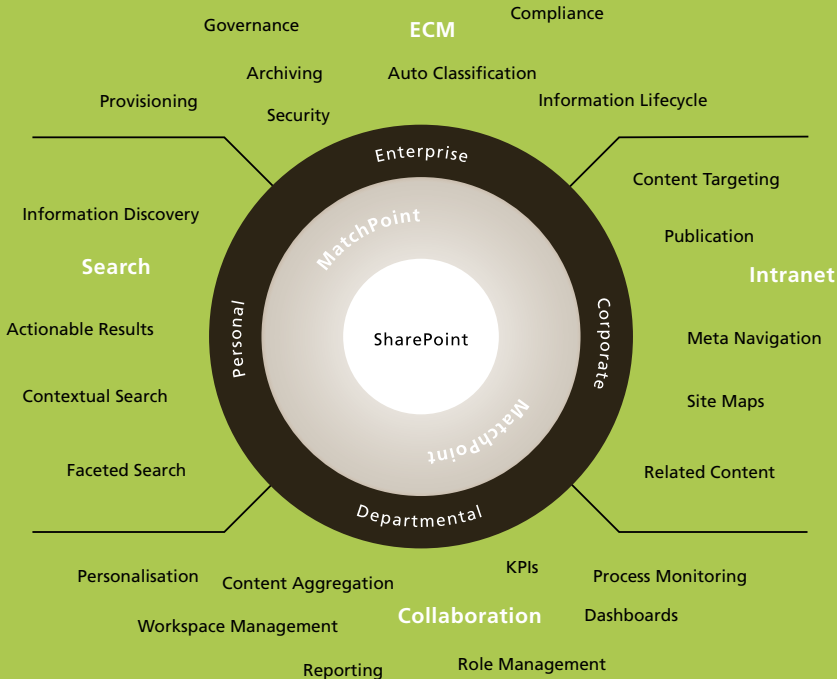 Compliance
Governance
ECM
Archiving
Auto Classification
Provisioning
Information Lifecycle
Security
Enterprise
Content Targeting
Information Discovery
MatchPoint
Publication
Search
Intranet
Personal
Corporate
Actionable Results
SharePoint
Meta Navigation
Contextual Search
Site Maps
MatchPoint
Faceted Search
Related Content
Departmental
KPIs
Personalisation
Content Aggregation
Process Monitoring
Collaboration
Dashboards
Workspace Management
Reporting
Role Management